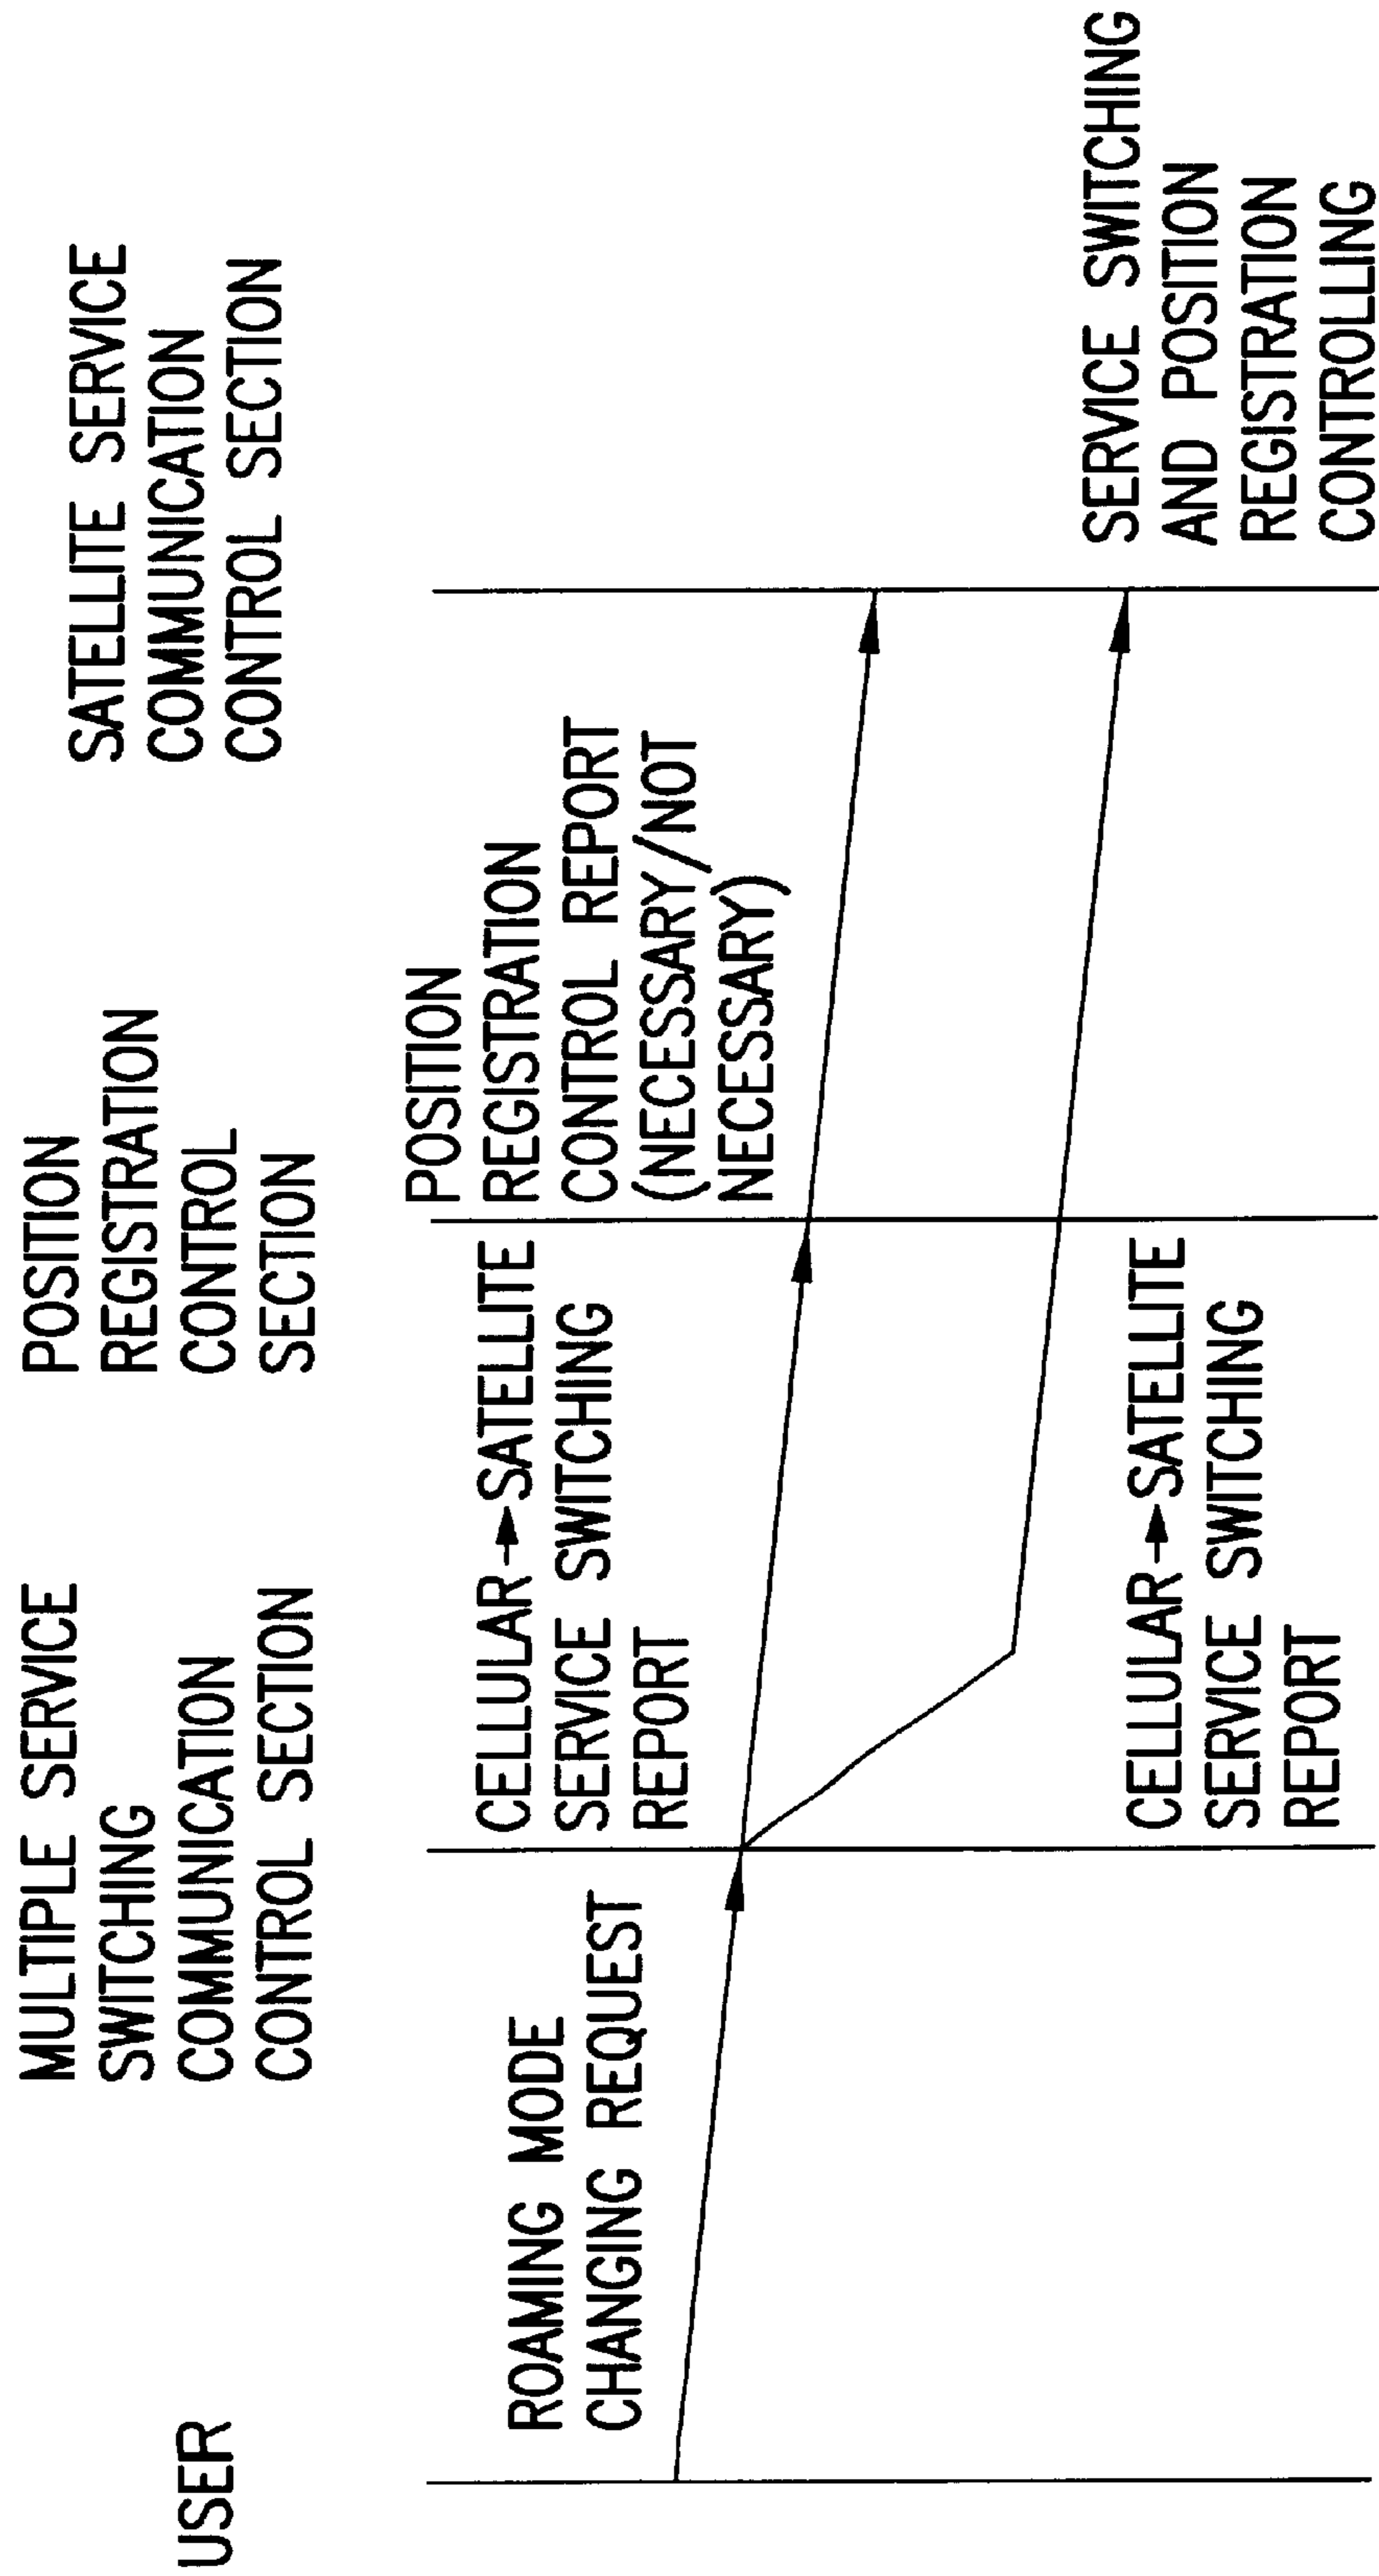 USER
MULTIPLE SERVICE
SWITCHING
COMMUNICATION
CONTROL SECTION
POSITION
REGISTRATION
CONTROL
SECTION
SATELLITE SERVICE
COMMUNICATION
CONTROL SECTION
ROAMING MODE
CHANGING REQUEST
CELLULAR→SATELLITE
SERVICE SWITCHING
REPORT
POSITION
REGISTRATION
CONTROL REPORT
(NECESSARY/NOT
NECESSARY)
CELLULAR→SATELLITE
SERVICE SWITCHING
REPORT
SERVICE SWITCHING
AND POSITION
REGISTRATION
CONTROLLING